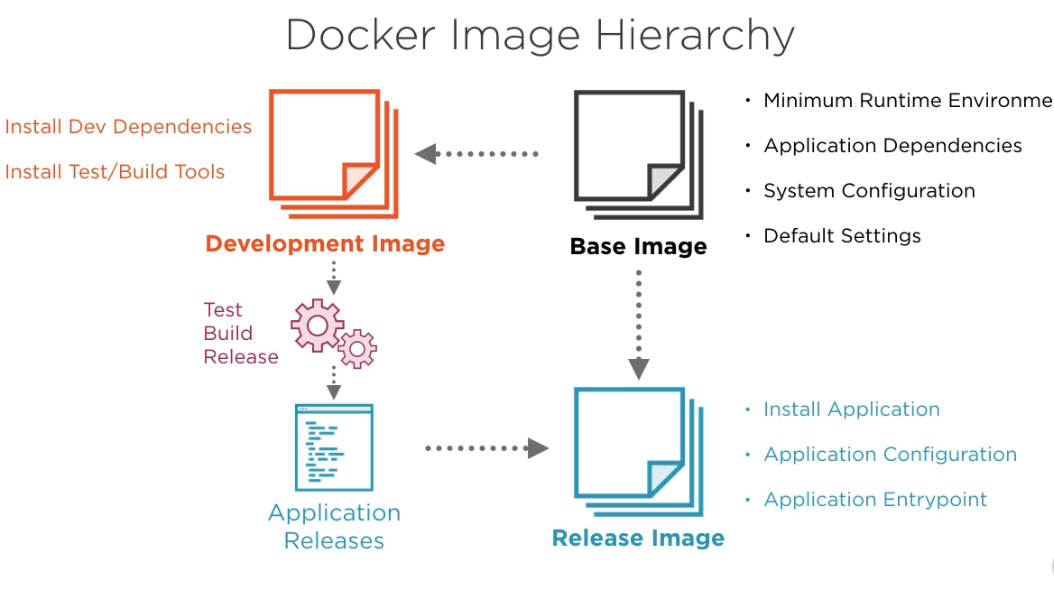 Docker Image Hierarchy
Install Dev Dependencies
Install Test/Build Tools
Development Image
Base Image
• Minimum Runtime Environme
• Application Dependencies
• System Configuration
• Default Settings
Test
Build
Release
Application
Releases
Release Image
• Install Application
• Application Configuration
• Application Entrypoint